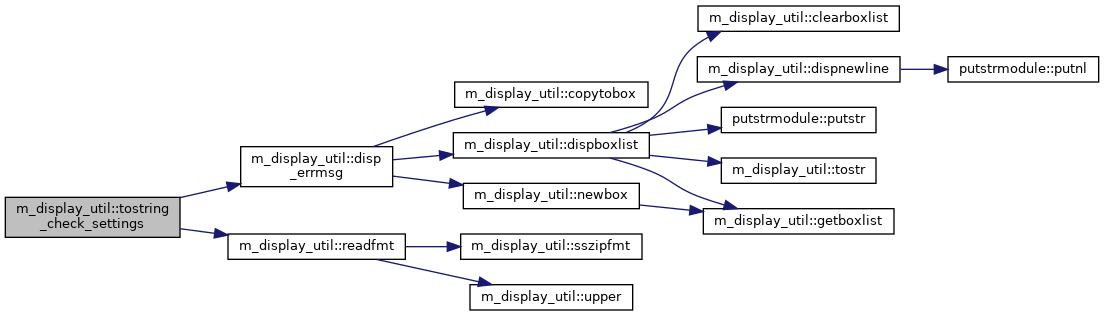 m_display_util::tostring
_check_settings
m_display_util::disp
_errmsg
m_display_util::readfmt
m_display_util::copytobox
m_display_util::dispboxlist
m_display_util::newbox
m_display_util::sszipfmt
m_display_util::upper
m_display_util::clearboxlist
m_display_util::dispnewline
putstrmodule::putstr
m_display_util::tostr
m_display_util::getboxlist
putstrmodule::putnl